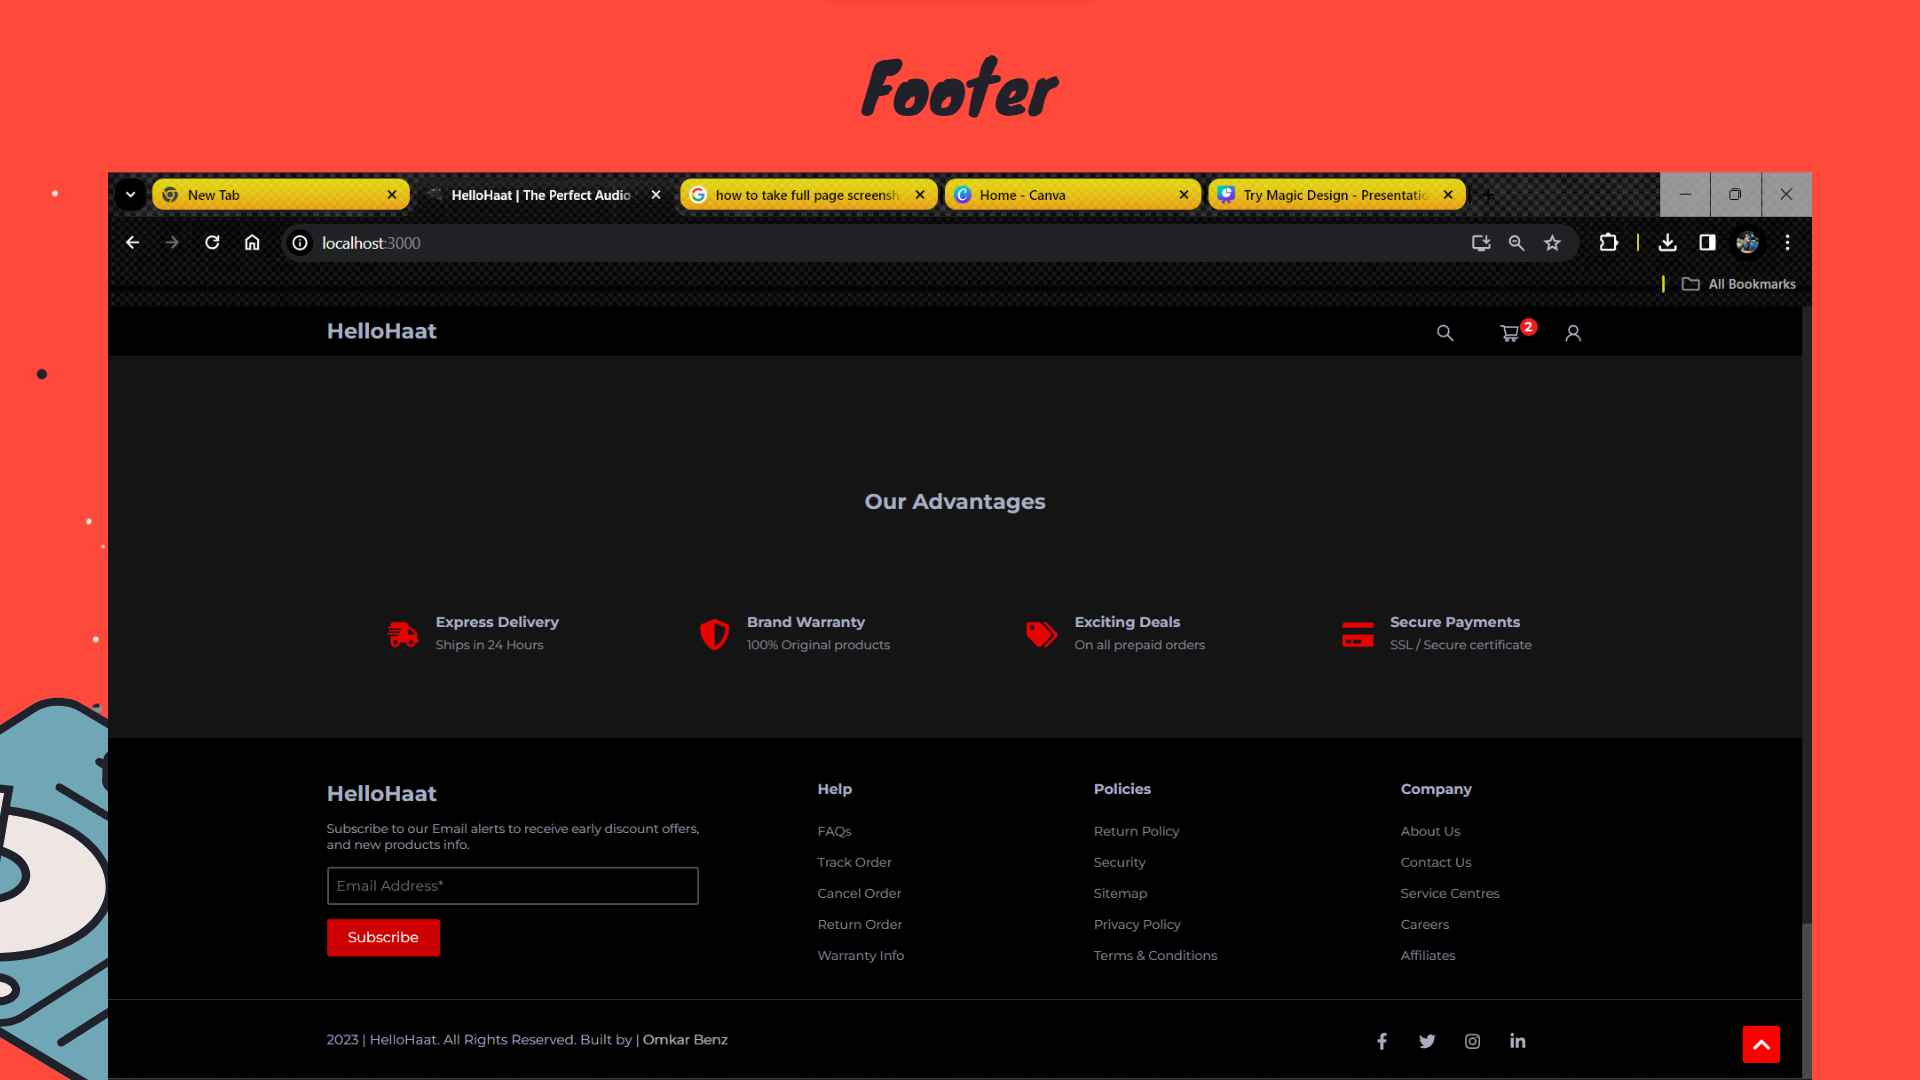 Footer
New Tab
HelloHaat | The Perfect Audio
how to take full page screensh
Home - Canva
Try Magic Design - Presentatio
localhost:3000
All Bookmarks
HelloHaat
2
Our Advantages
Express Delivery
Ships in 24 Hours
Brand Warranty
100% Original products
Exciting Deals
On all prepaid orders
Secure Payments
SSL / Secure certificate
HelloHaat
Subscribe to our Email alerts to receive early discount offers,
and new products info.
Email Address*
Subscribe
Help
FAQs
Track Order
Cancel Order
Return Order
Warranty Info
Policies
Return Policy
Security
Sitemap
Privacy Policy
Terms & Conditions
Company
About Us
Contact Us
Service Centres
Careers
Affiliates
2023 | HelloHaat. All Rights Reserved. Built by | Omkar Benz